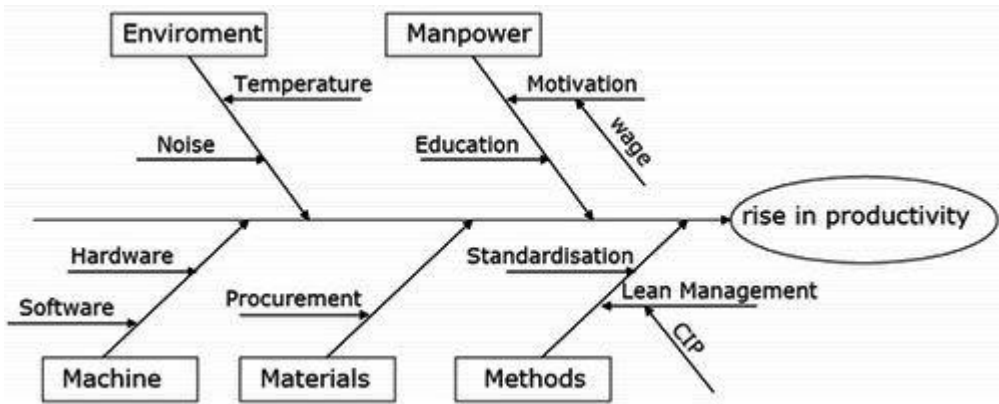 Enviroment
Manpower
Temperature
Motivation
Noise
Education
wage
rise in productivity
Hardware
Standardisation
Software
Procurement
Lean Management
CIP
Machine
Materials
Methods